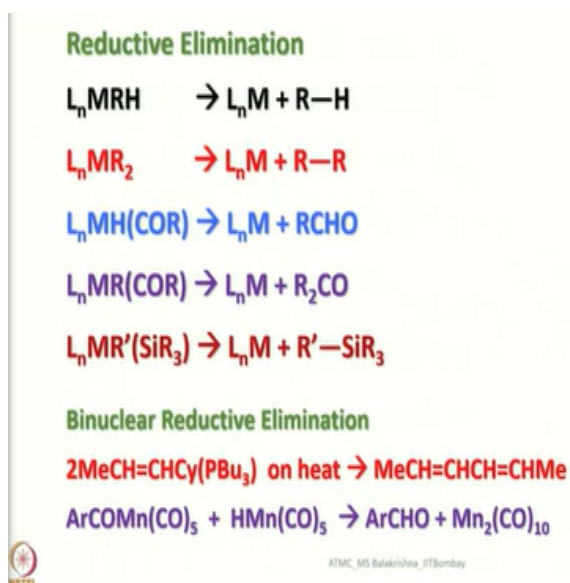 Reductive Elimination
LₙMRH → LₙM + R—H
LₙMR₂ → LₙM + R—R
LₙMH(COR) → LₙM + RCHO
LₙMR(COR) → LₙM + R₂CO
LₙMR’(SiR₃) → LₙM + R’—SiR₃
Binuclear Reductive Elimination
2MeCH=CHCy(PBu₃) on heat → MeCH=CHCH=CHMe
ArCOMn(CO)₅ + HMn(CO)₅ → ArCHO + Mn₂(CO)₁₀
ATMC_MS Balakrishna_IITBombay
NPTEL